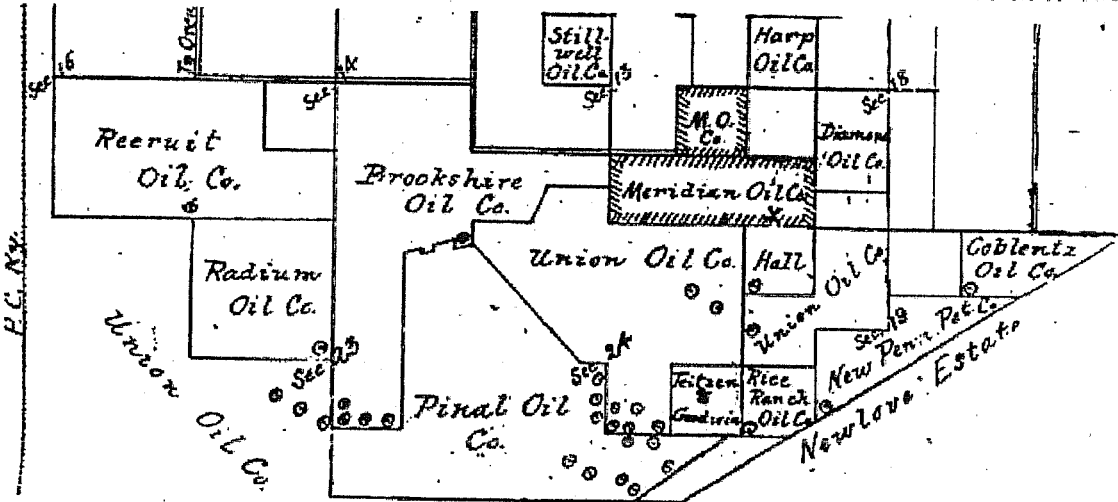 To Orcu
Still-
well
Oil Co.
Harp
Oil Co.
Sec 16
Sec
Sec
Sec 18
M.O.
Co.
Diamond
Oil Co.
Recruit
Oil Co.
Brookshire
Oil Co.
Meridian Oil Co.
X
P.C. Ry.
Radium
Oil Co.
Union Oil Co.
Hall
Union Oil Co.
Coblentz
Oil Co.
Union
Oil Co.
Sec 23
Sec 24
Sec 19
New Penn. Pet. Co.
Newlove Estate
Pinal Oil
Co.
Goodwin
Rice
Ranch
Oil Co.